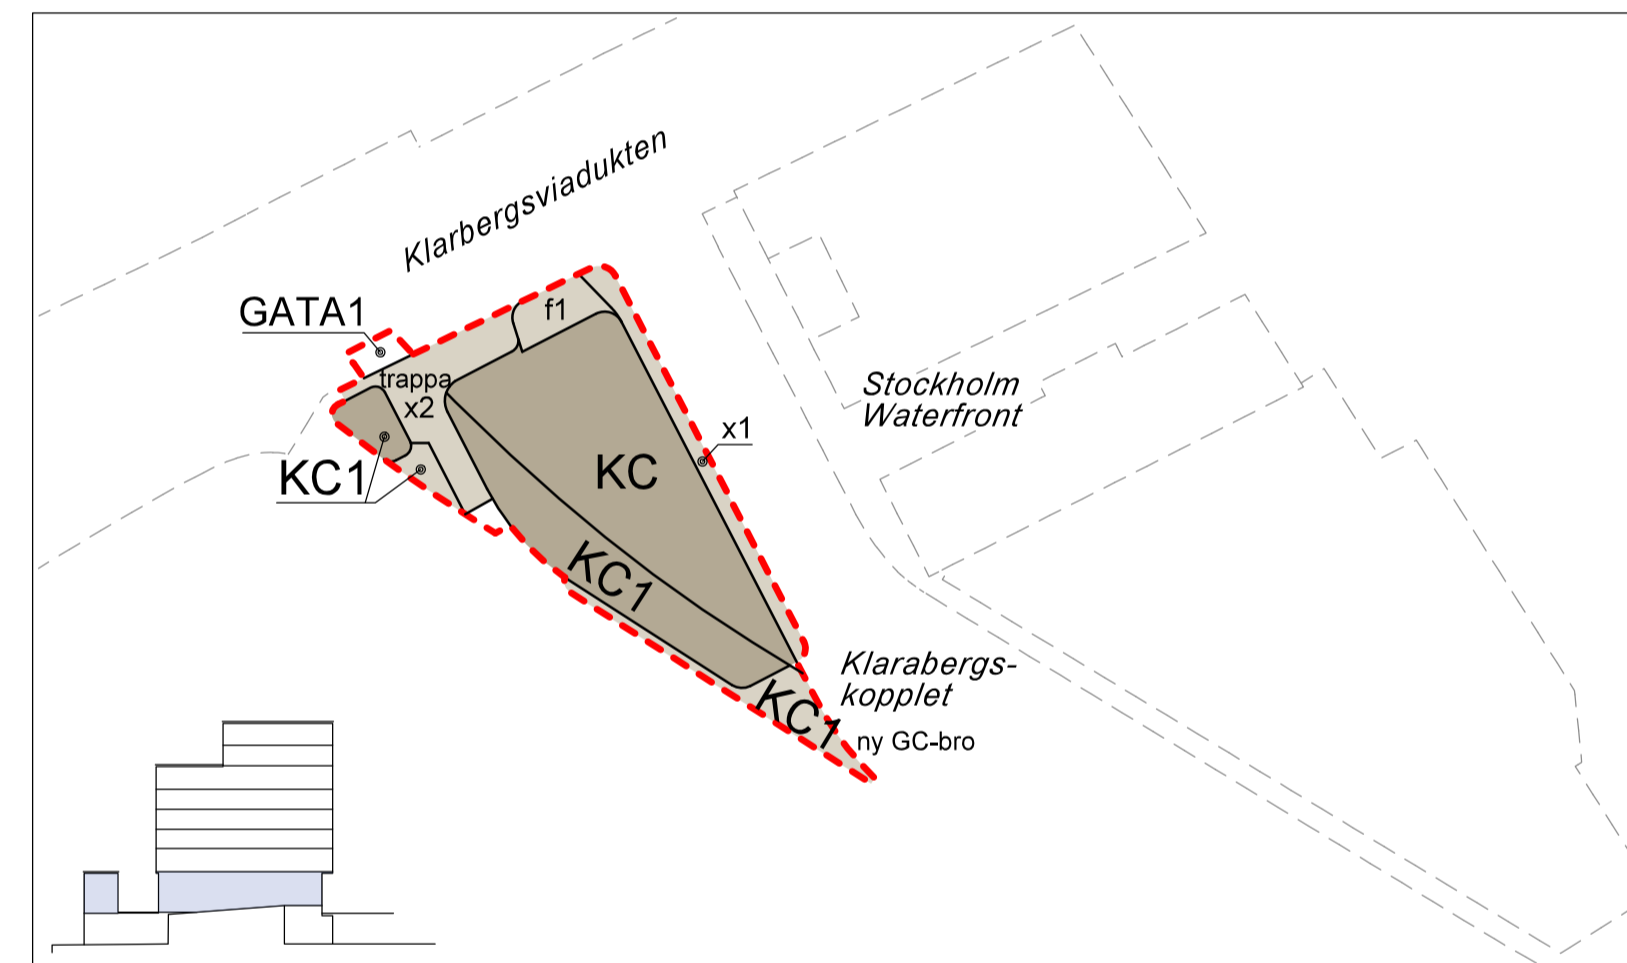 Klarbergsviadukten
GATA1
f1
trappa
x2
Stockholm
Waterfront
x1
KC
KC1
KC1
Klarabergs-
kopplet
KC1
ny GC-bro